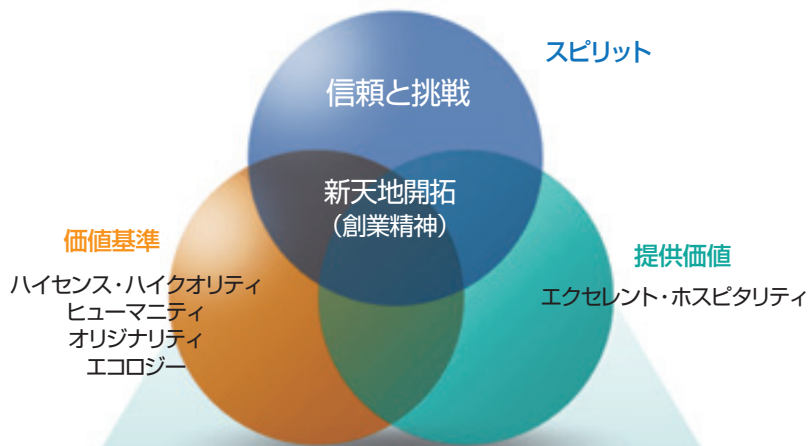 スピリット
信頼と挑戦
新天地開拓
（創業精神）
価値基準
ハイセンス・ハイクオリティ
ヒューマニティ
オリジナリティ
エコロジー
提供価値
エクセレント・ホスピタリティ